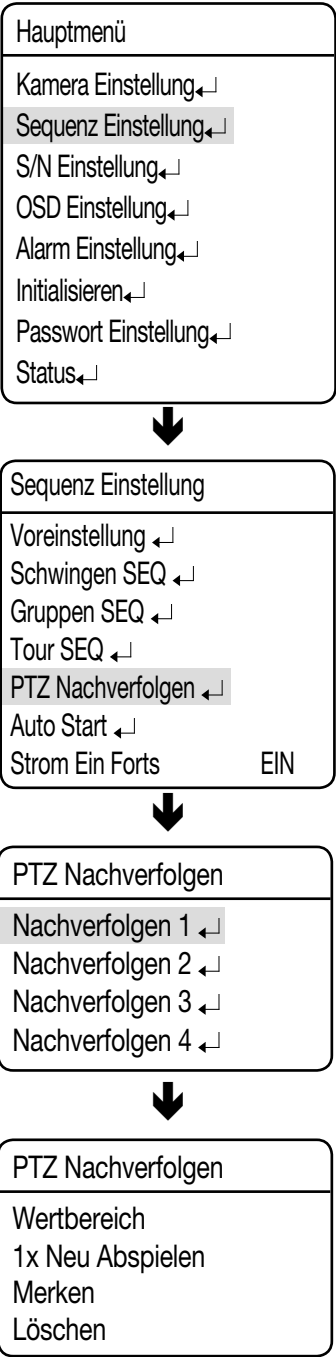 Hauptmenü
Kamera Einstellung↵
Sequenz Einstellung↵
S/N Einstellung↵
OSD Einstellung↵
Alarm Einstellung↵
Initialisieren↵
Passwort Einstellung↵
Status↵
Sequenz Einstellung
Voreinstellung ↵
Schwingen SEQ ↵
Gruppen SEQ ↵
Tour SEQ ↵
PTZ Nachverfolgen ↵
Auto Start ↵
Strom Ein Forts EIN
PTZ Nachverfolgen
Nachverfolgen 1 ↵
Nachverfolgen 2 ↵
Nachverfolgen 3 ↵
Nachverfolgen 4 ↵
PTZ Nachverfolgen
Wertbereich
1x Neu Abspielen
Merken
Löschen